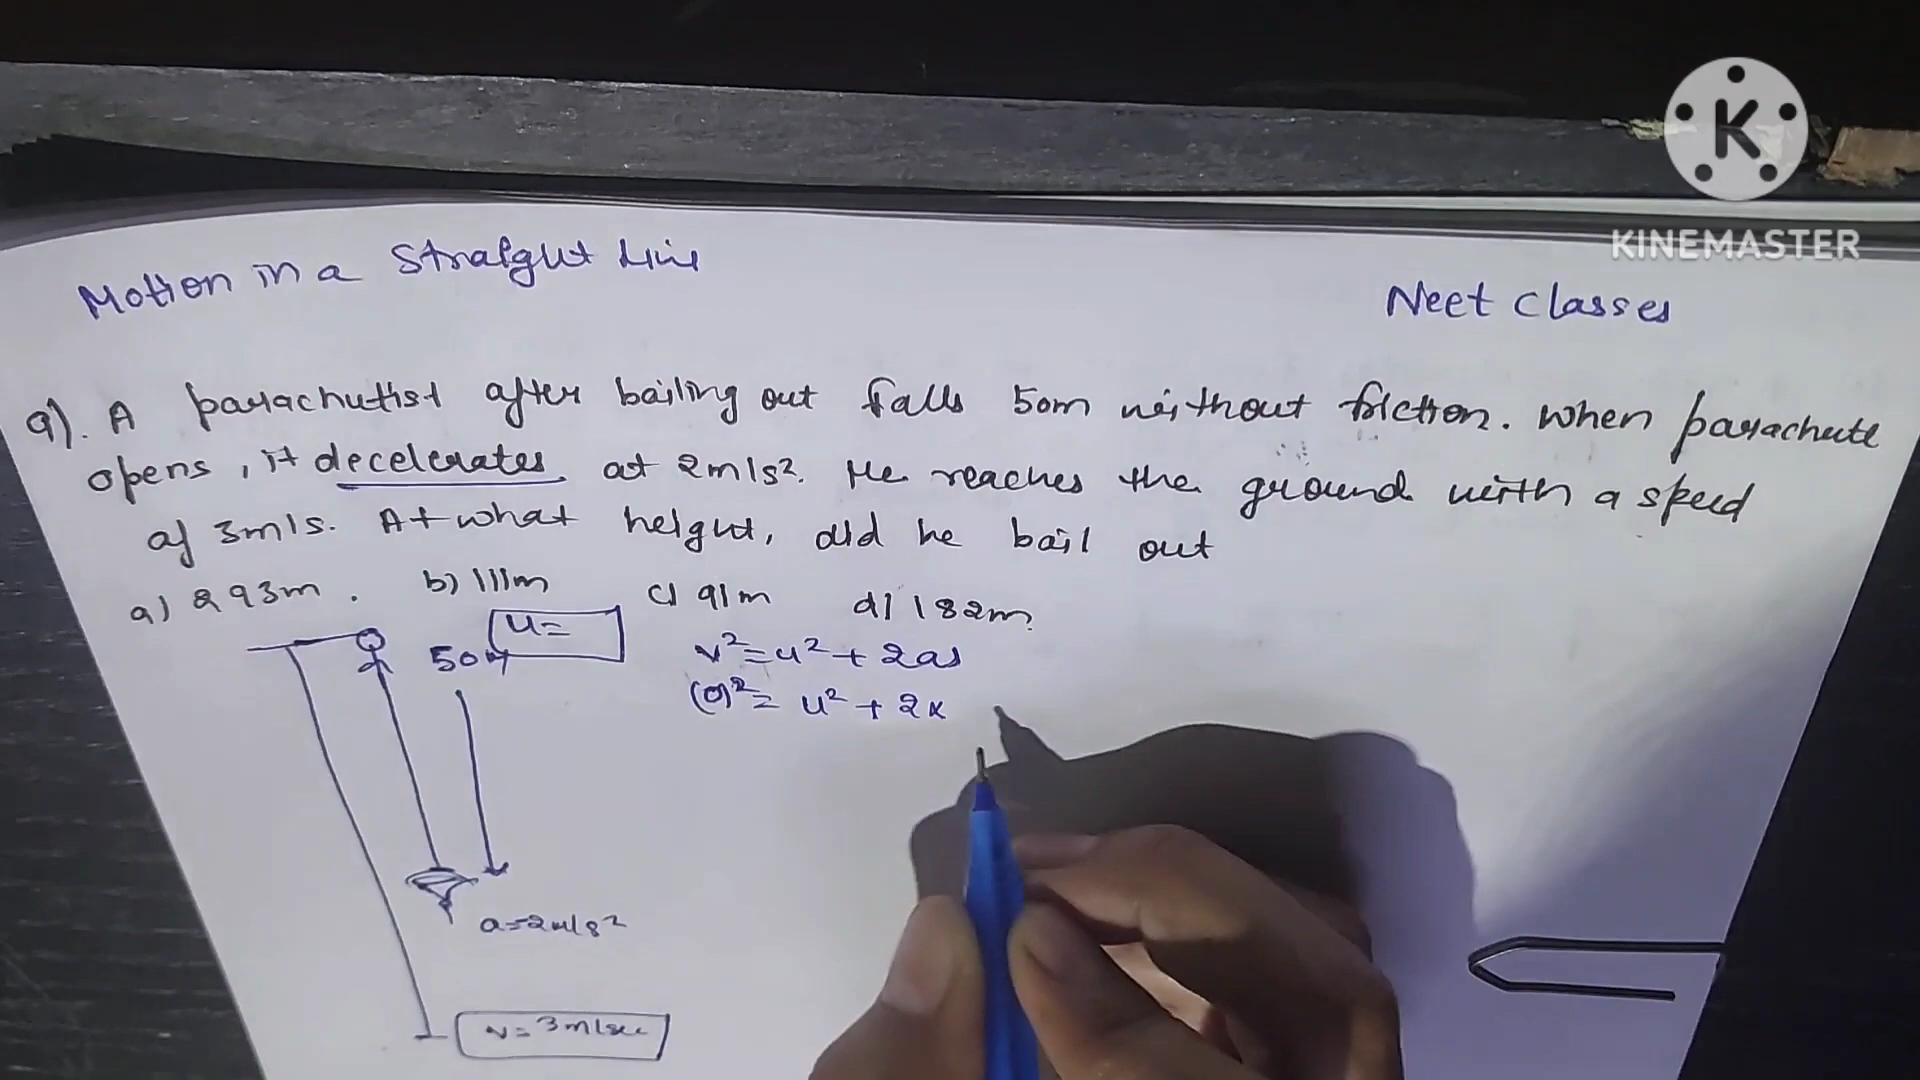 K
KINEMASTER
Motion in a Straight Line
Neet Classes
9). A parachutist after bailing out falls 50m without friction. When parachute
opens, it decelerates at 2m/s². He reaches the ground with a speed
of 3m/s. At what height, did he bail out
a) 293m. b) 111m c) 91m d) 182m.
u=
50m
v²=u²+2as
(0)²= u²+2x
a=2m/s²
v=3m/sec